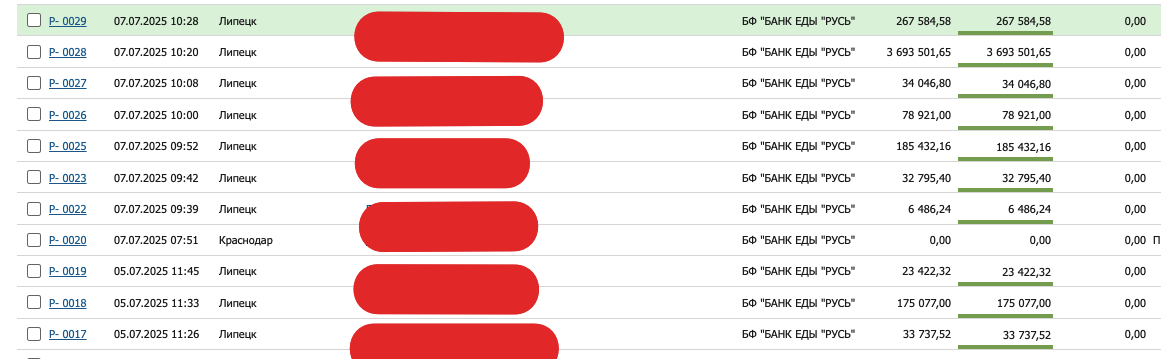 Р- 0029 07.07.2025 10:28 Липецк БФ "БАНК ЕДЫ "РУСЬ" 267 584,58 267 584,58 0,00
Р- 0028 07.07.2025 10:20 Липецк БФ "БАНК ЕДЫ "РУСЬ" 3 693 501,65 3 693 501,65 0,00
Р- 0027 07.07.2025 10:08 Липецк БФ "БАНК ЕДЫ "РУСЬ" 34 046,80 34 046,80 0,00
Р- 0026 07.07.2025 10:00 Липецк БФ "БАНК ЕДЫ "РУСЬ" 78 921,00 78 921,00 0,00
Р- 0025 07.07.2025 09:52 Липецк БФ "БАНК ЕДЫ "РУСЬ" 185 432,16 185 432,16 0,00
Р- 0023 07.07.2025 09:42 Липецк БФ "БАНК ЕДЫ "РУСЬ" 32 795,40 32 795,40 0,00
Р- 0022 07.07.2025 09:39 Липецк БФ "БАНК ЕДЫ "РУСЬ" 6 486,24 6 486,24 0,00
Р- 0020 07.07.2025 07:51 Краснодар БФ "БАНК ЕДЫ "РУСЬ" 0,00 0,00 0,00 П
Р- 0019 05.07.2025 11:45 Липецк БФ "БАНК ЕДЫ "РУСЬ" 23 422,32 23 422,32 0,00
Р- 0018 05.07.2025 11:33 Липецк БФ "БАНК ЕДЫ "РУСЬ" 175 077,00 175 077,00 0,00
Р- 0017 05.07.2025 11:26 Липецк БФ "БАНК ЕДЫ "РУСЬ" 33 737,52 33 737,52 0,00